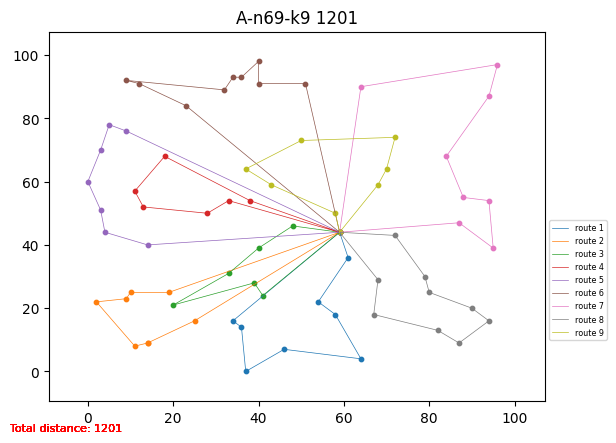 A-n69-k9 1201
100
80
60
40
20
0
0 20 40 60 80 100
route 1
route 2
route 3
route 4
route 5
route 6
route 7
route 8
route 9
Total distance: 1201